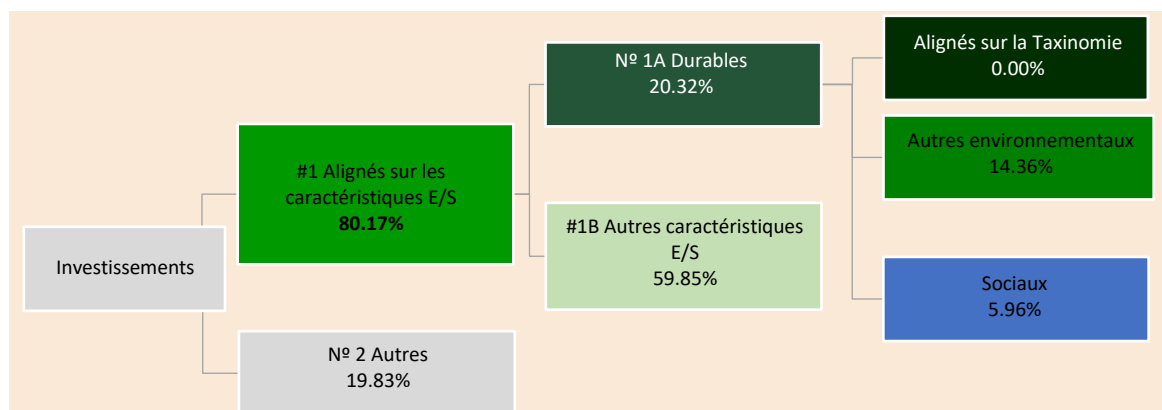 Investissements
#1 Alignés sur les
caractéristiques E/S
80.17%
Nº 2 Autres
19.83%
Nº 1A Durables
20.32%
#1B Autres caractéristiques
E/S
59.85%
Alignés sur la Taxinomie
0.00%
Autres environnementaux
14.36%
Sociaux
5.96%